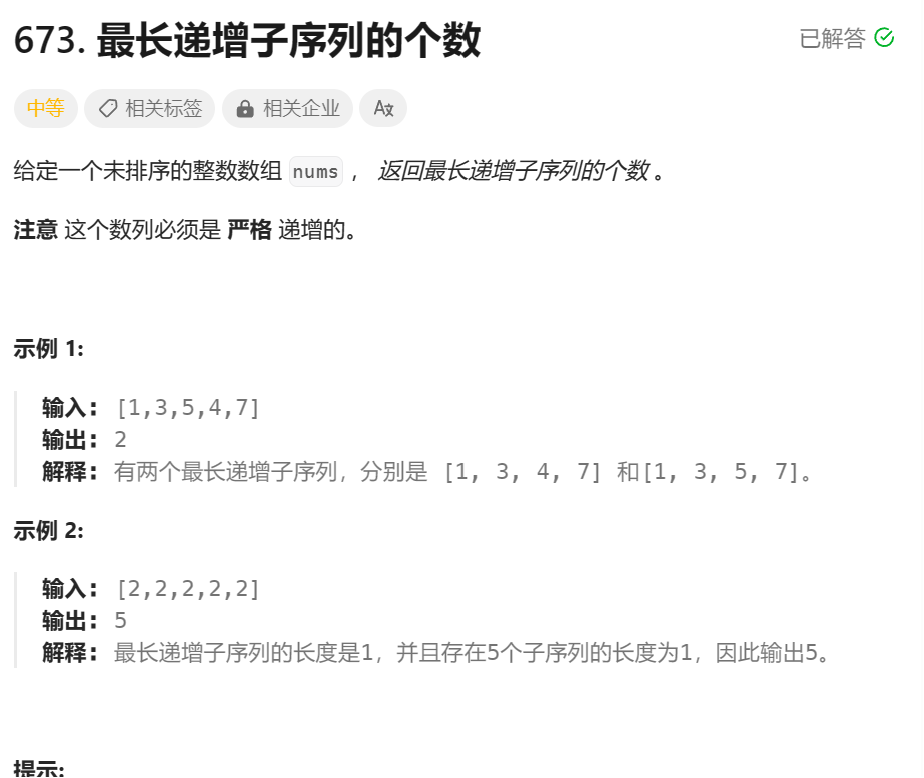 673. 最长递增子序列的个数
已解答
中等
相关标签
相关企业
给定一个未排序的整数数组 nums ， 返回最长递增子序列的个数 。
注意 这个数列必须是 严格 递增的。
示例 1:
输入: [1,3,5,4,7]
输出: 2
解释: 有两个最长递增子序列，分别是 [1, 3, 4, 7] 和[1, 3, 5, 7]。
示例 2:
输入: [2,2,2,2,2]
输出: 5
解释: 最长递增子序列的长度是1，并且存在5个子序列的长度为1，因此输出5。
提示: